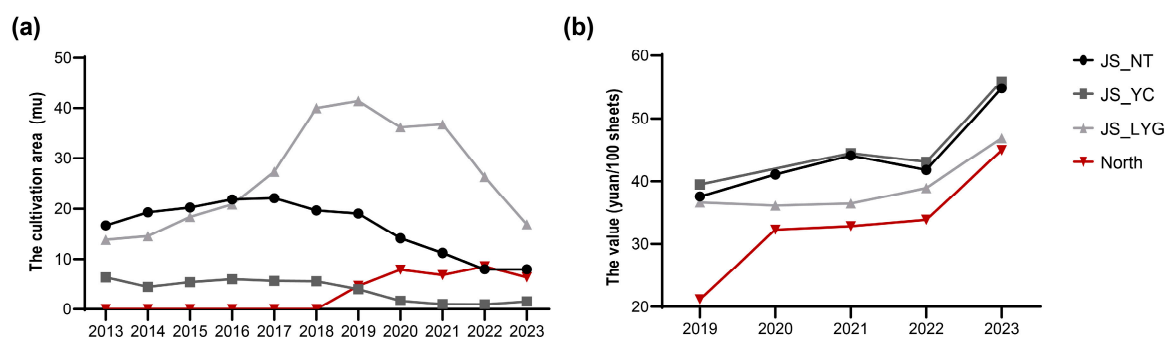 (a)
The cultivation area (mu)
50
40
30
20
10
0
2013 2014 2015 2016 2017 2018 2019 2020 2021 2022 2023
(b)
The value (yuan/100 sheets)
60
50
40
30
20
2019 2020 2021 2022 2023
JS_NT
JS_YC
JS_LYG
North